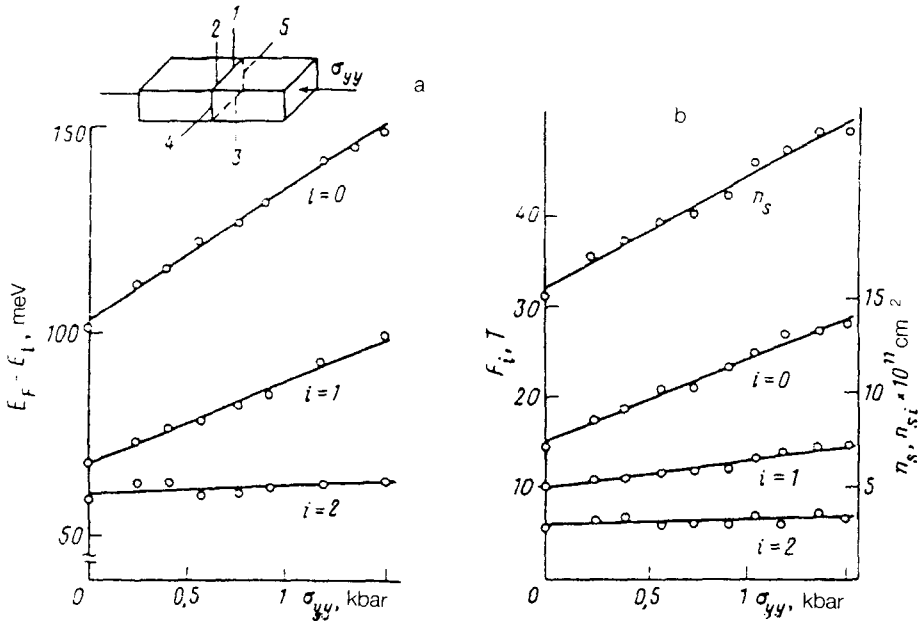 1
2
5
σyy
a
4
3
150
100
50
E_F - E_i, meV
i=0
i=1
i=2
0
0,5
1
σyy, kbar
b
40
30
20
10
F_i, T
n_s
i=0
i=1
i=2
15
10
5
n_s, n_si × 10^11 cm^2
0
0,5
1
σyy, kbar